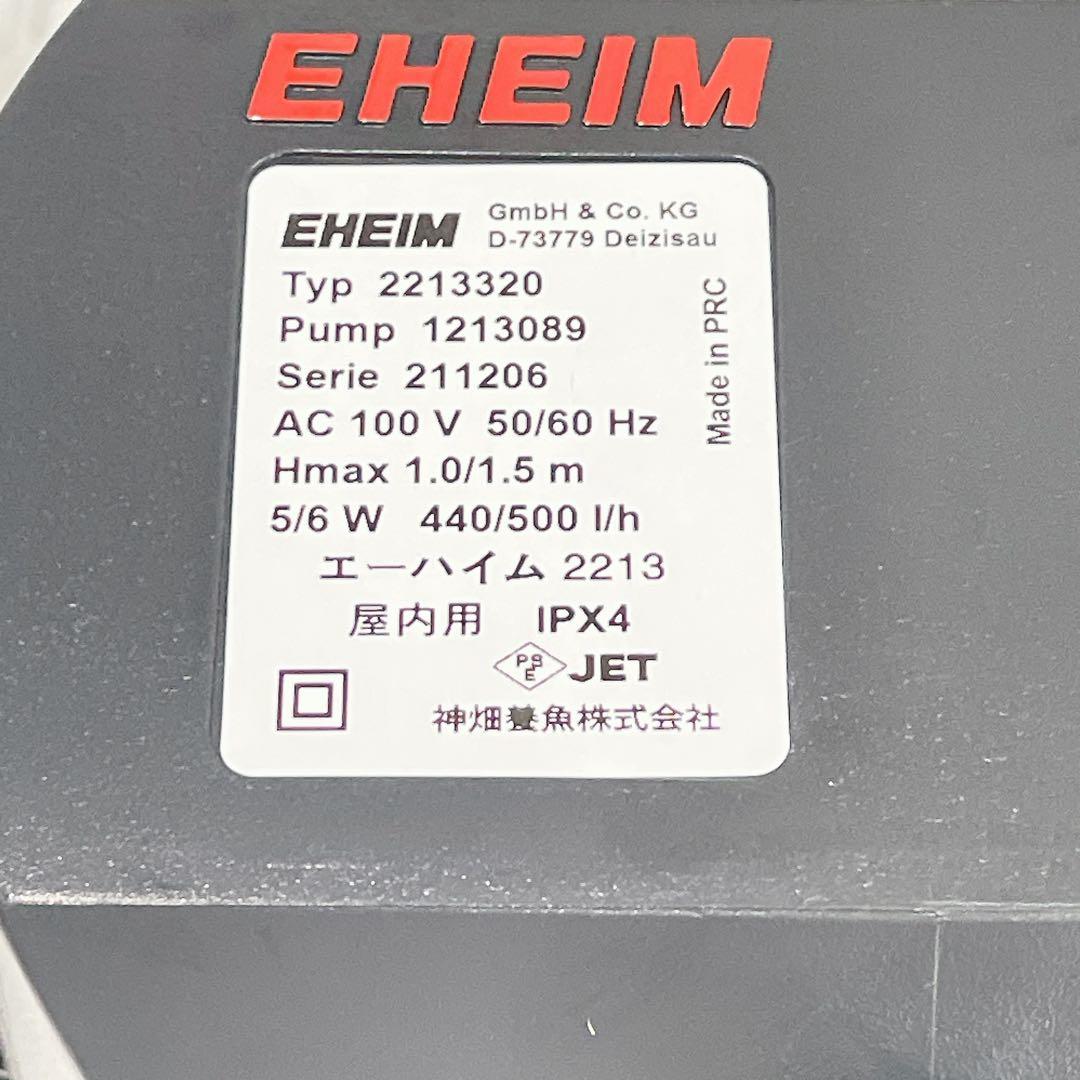 EHEIM
EHEIM GmbH & Co. KG
D-73779 Deizisau
Typ 2213320
Pump 1213089
Serie 211206
AC 100 V 50/60 Hz
Hmax 1.0/1.5 m
5/6 W 440/500 l/h
エーハイム 2213
屋内用 IPX4
PSE JET
神畑養魚株式会社
Made in PRC